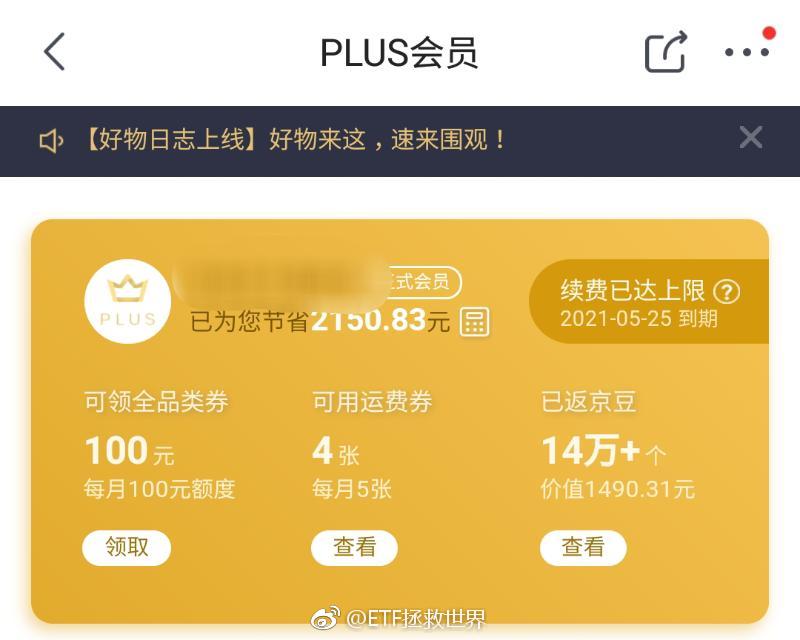 PLUS会员
【好物日志上线】好物来这，速来围观！
PLUS
式会员
已为您节省2150.83元
续费已达上限 ?
2021-05-25 到期
可领全品类券
100元
每月100元额度
领取
可用运费券
4张
每月5张
查看
已返京豆
14万+个
价值1490.31元
查看
@ETF拯救世界